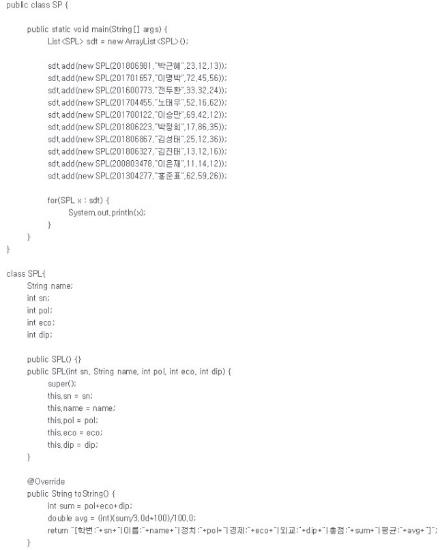 public class SP {
public static void main(String[] args) {
List<SPL> sdt = new ArrayList<SPL>();
sdt.add(new SPL(201806981,"박근혜",23,12,13));
sdt.add(new SPL(201701657,"이명박",72,45,56));
sdt.add(new SPL(201600773,"전두환",33,32,24));
sdt.add(new SPL(201704455,"노태우",52,16,62));
sdt.add(new SPL(201700122,"이승만",69,42,12));
sdt.add(new SPL(201806223,"박정희",17,86,35));
sdt.add(new SPL(201806867,"김성태",25,12,36));
sdt.add(new SPL(201806327,"김진태",13,12,16));
sdt.add(new SPL(200803478,"이은재",11,14,12));
sdt.add(new SPL(201304277,"홍준표",62,59,26));
for(SPL x : sdt) {
System.out.println(x);
}
}
}
class SPL{
String name;
int sn;
int pol;
int eco;
int dip;
public SPL() {}
public SPL(int sn, String name, int pol, int eco, int dip) {
super();
this.sn = sn;
this.name = name;
this.pol = pol;
this.eco = eco;
this.dip = dip;
}
@Override
public String toString() {
int sum = pol+eco+dip;
double avg = (int)(sum/3.0d*100)/100.0;
return "[학번:"+sn+"|이름:"+name+"|정치:"+pol+"|경제:"+eco+"|외교:"+dip+"|총점:"+sum+"|평균:"+avg+"]";
}